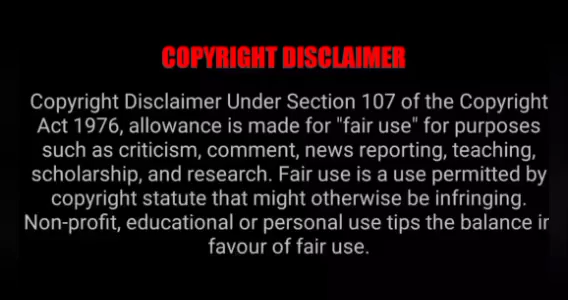 COPYRIGHT DISCLAIMER
Copyright Disclaimer Under Section 107 of the Copyright
Act 1976, allowance is made for "fair use" for purposes
such as criticism, comment, news reporting, teaching,
scholarship, and research. Fair use is a use permitted by
copyright statute that might otherwise be infringing.
Non-profit, educational or personal use tips the balance in
favour of fair use.